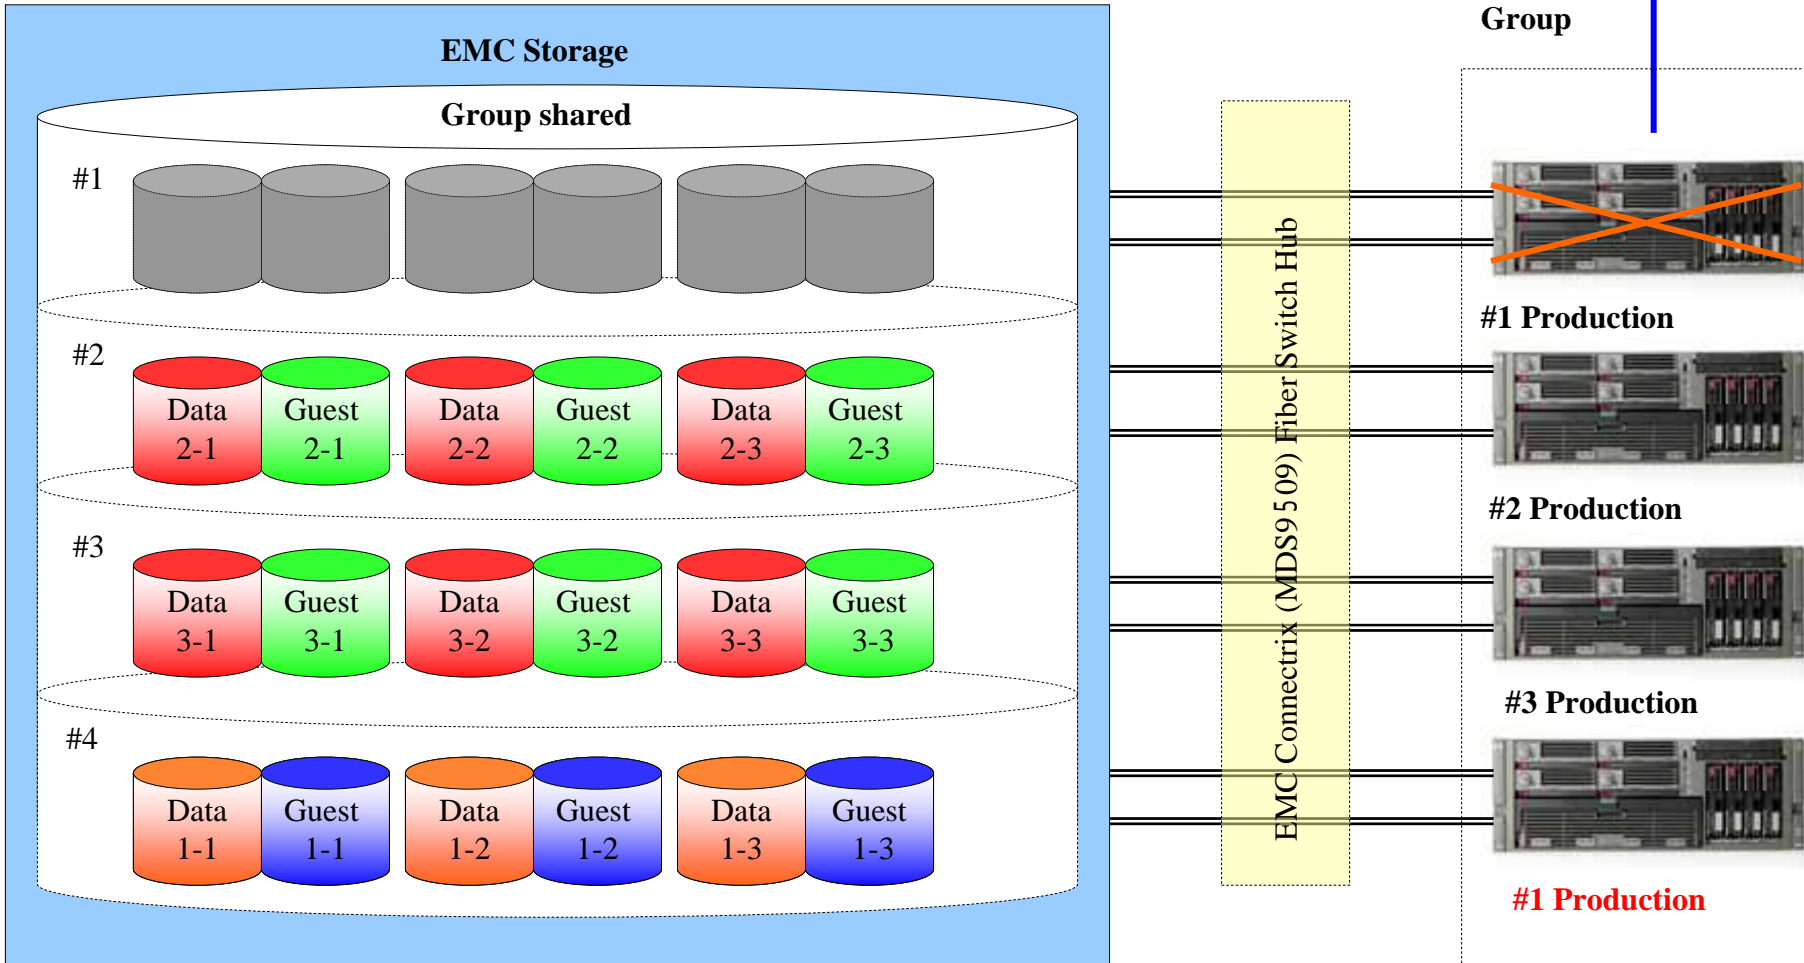 Group
EMC Storage
Group shared
#1
#2
Data
2-1
Guest
2-1
Data
2-2
Guest
2-2
Data
2-3
Guest
2-3
#3
Data
3-1
Guest
3-1
Data
3-2
Guest
3-2
Data
3-3
Guest
3-3
#4
Data
1-1
Guest
1-1
Data
1-2
Guest
1-2
Data
1-3
Guest
1-3
EMC Connectrix (MDS9509) Fiber Switch Hub
#1 Production
#2 Production
#3 Production
#1 Production